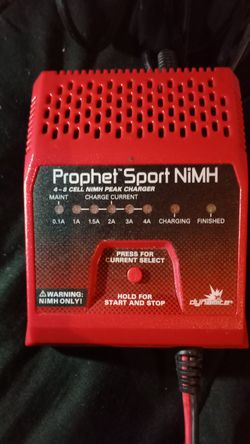 Prophet™ Sport NiMH
4-8 CELL NiMH PEAK CHARGER
MAINT CHARGE CURRENT
0.1A 1A 1.5A 2A 3A 4A CHARGING FINISHED
PRESS FOR
CURRENT SELECT
HOLD FOR
START AND STOP
⚠WARNING:
NiMH ONLY!
dynamite